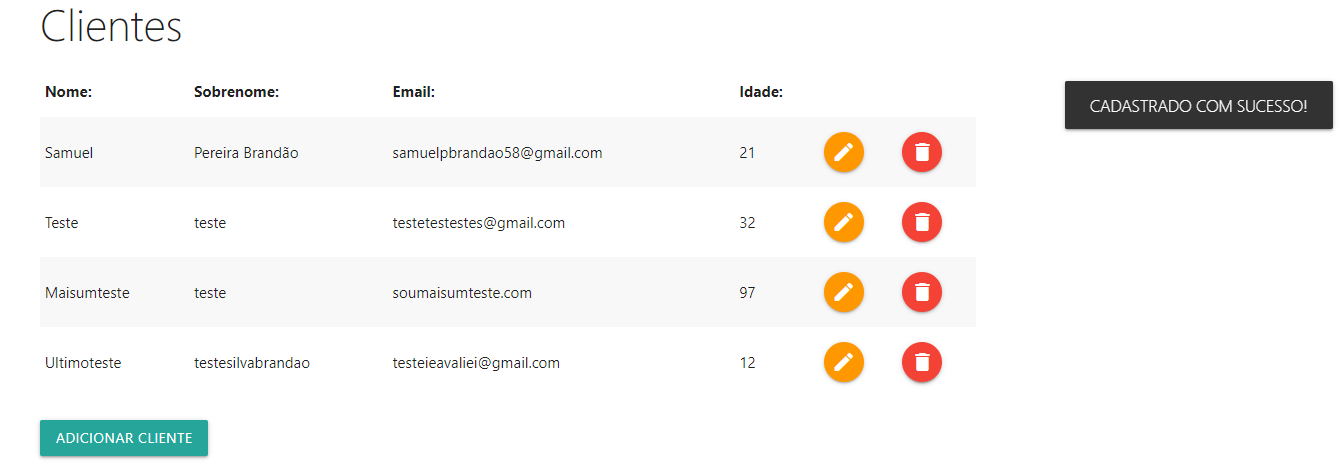 Clientes
Nome: Sobrenome: Email: Idade:
CADASTRADO COM SUCESSO!
Samuel Pereira Brandão samuelpbrandao58@gmail.com 21
Teste teste testetestestes@gmail.com 32
Maisumteste teste soumaisumteste.com 97
Ultimoteste testesilvabrandao testeieavaliei@gmail.com 12
ADICIONAR CLIENTE